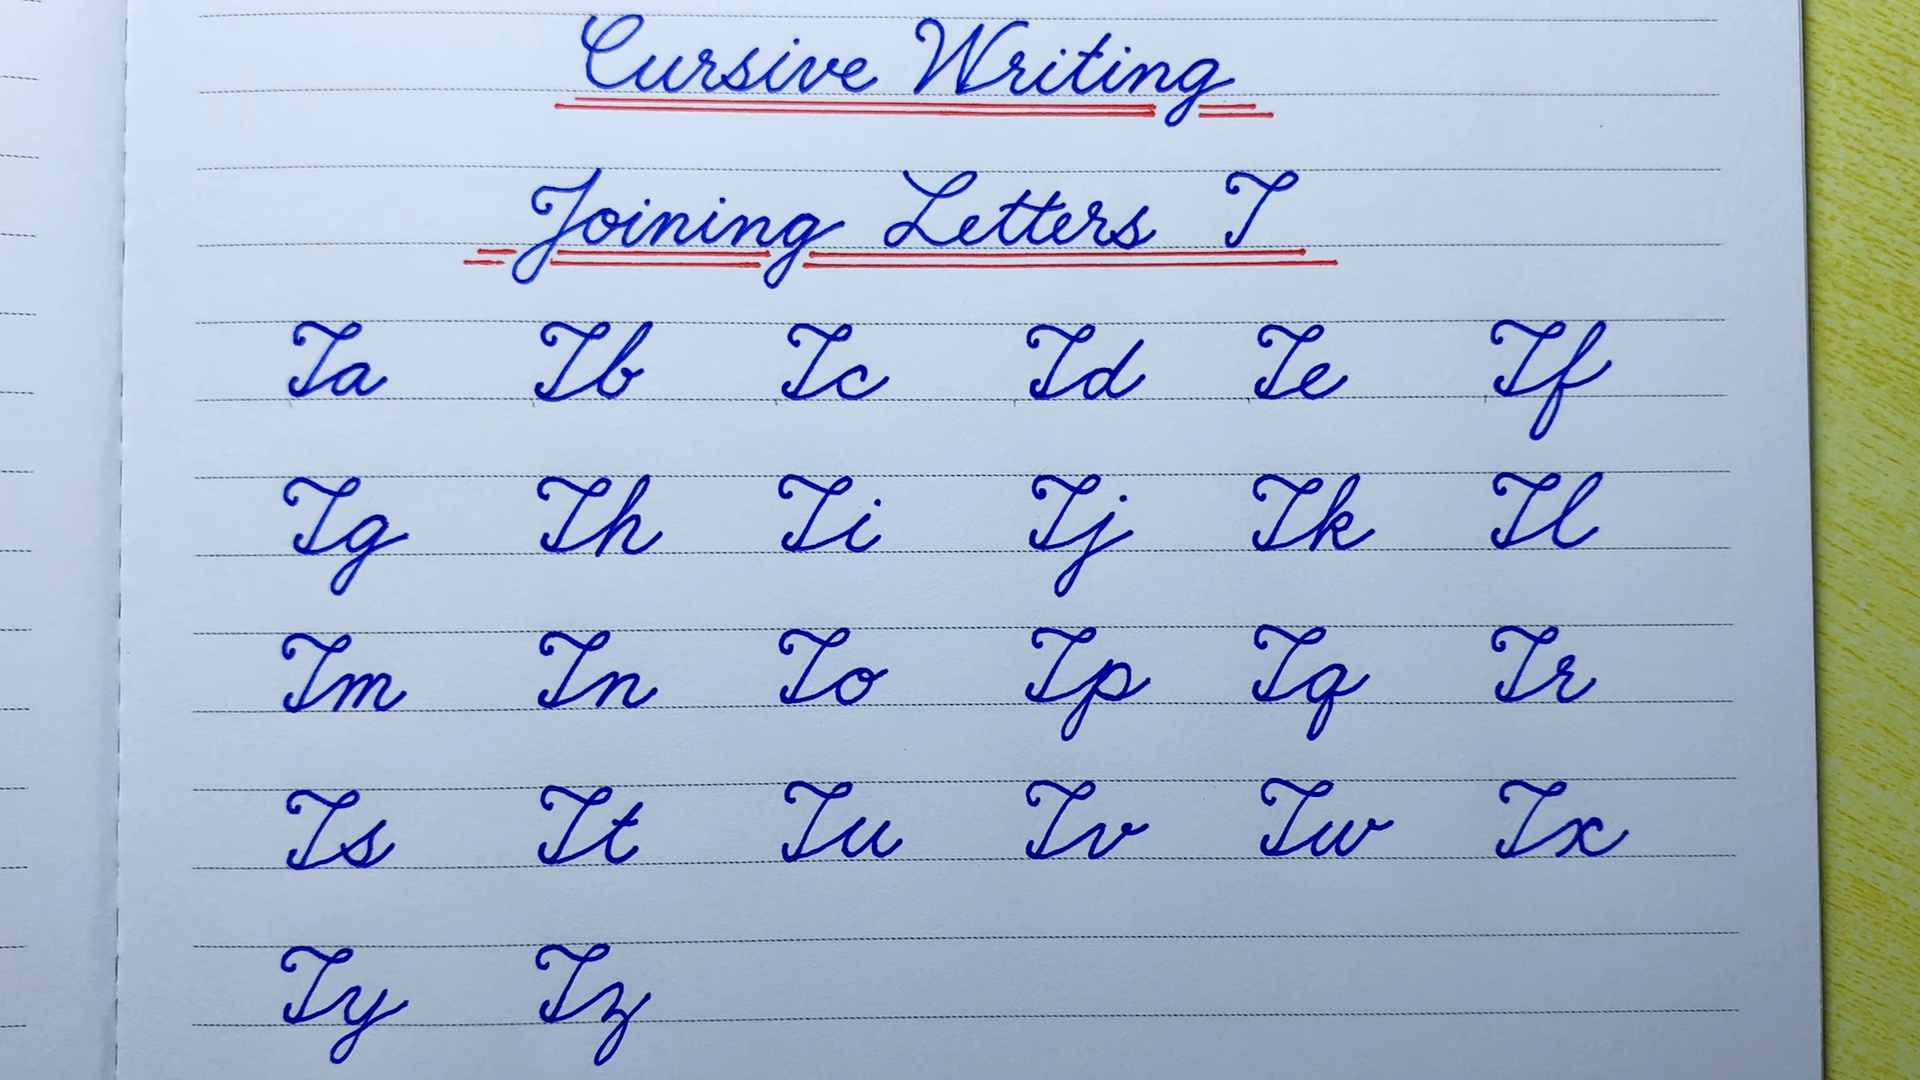 Cursive Writing
Joining Letters T
Ta Tb Tc Td Te Tf
Tg Th Ti Tj Tk Tl
Tm Tn To Tp Tq Tr
Ts Tt Tu Tv Tw Tx
Ty Tz